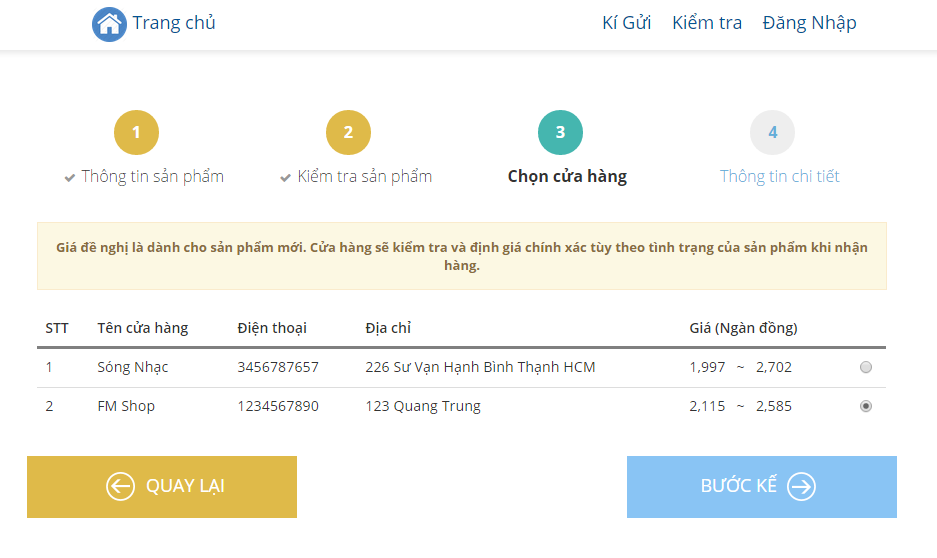 Trang chủ Kí Gửi Kiểm tra Đăng Nhập
1 2 3 4
Thông tin sản phẩm Kiểm tra sản phẩm Chọn cửa hàng Thông tin chi tiết
Giá đề nghị là dành cho sản phẩm mới. Cửa hàng sẽ kiểm tra và định giá chính xác tùy theo tình trạng của sản phẩm khi nhận
hàng.
STT Tên cửa hàng Điện thoại Địa chỉ Giá (Ngàn đồng)
1 Sóng Nhạc 3456787657 226 Sư Vạn Hạnh Bình Thạnh HCM 1,997 ~ 2,702
2 FM Shop 1234567890 123 Quang Trung 2,115 ~ 2,585
QUAY LẠI BƯỚC KẾ